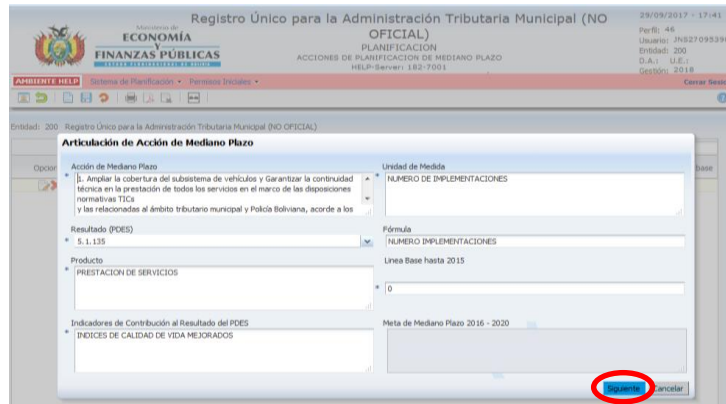 Ministerio de
ECONOMÍA
Y
FINANZAS PÚBLICAS
ESTADO PLURINACIONAL DE BOLIVIA
Registro Único para la Administración Tributaria Municipal (NO
OFICIAL)
PLANIFICACION
ACCIONES DE PLANIFICACION DE MEDIANO PLAZO
HELP-Server: 182-7001
29/09/2017 - 17:41
Perfil: 46
Usuario: JNS2709539
Entidad: 200
D.A.: U.E.:
Gestión: 2018
AMBIENTE HELP
Sistema de Planificación
Permisos Iniciales
Cerrar Sesi
Entidad: 200 Registro Único para la Administración Tributaria Municipal (NO OFICIAL)
Opcion
base
Articulación de Acción de Mediano Plazo
Acción de Mediano Plazo
* 1. Ampliar la cobertura del subsistema de vehículos y Garantizar la continuidad
técnica en la prestación de todos los servicios en el marco de las disposiciones
normativas TICs
y las relacionadas al ámbito tributario municipal y Policía Boliviana, acorde a los
Unidad de Medida
* NUMERO DE IMPLEMENTACIONES
Resultado (PDES)
* 5.1.135
Fórmula
* NUMERO IMPLEMENTACIONES
Producto
* PRESTACION DE SERVICIOS
Linea Base hasta 2015
* 0
Indicadores de Contribución al Resultado del PDES
* INDICES DE CALIDAD DE VIDA MEJORADOS
Meta de Mediano Plazo 2016 - 2020
Siguiente
Cancelar